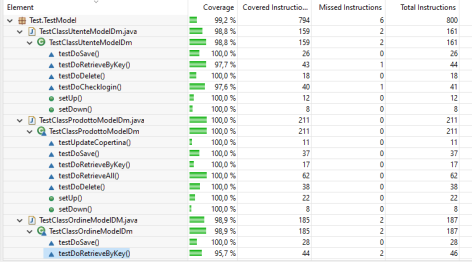 Element Coverage Covered Instruc... Missed Instructions Total Instructions
Test.TestModel 99,2 % 794 6 800
TestClassUtenteModelDm.java 98,8 % 159 2 161
TestClassUtenteModelDm 98,8 % 159 2 161
testDoSave() 100,0 % 26 0 26
testDoRetrieveByKey() 97,7 % 43 1 44
testDoDelete() 100,0 % 18 0 18
testDoChecklogin() 97,6 % 40 1 41
setUp() 100,0 % 12 0 12
setDown() 100,0 % 8 0 8
TestClassProdottoModelDm.java 100,0 % 211 0 211
TestClassProdottoModelDm 100,0 % 211 0 211
testUpdateCopertina() 100,0 % 11 0 11
testDoSave() 100,0 % 37 0 37
testDoRetrieveByKey() 100,0 % 17 0 17
testDoRetrieveAll() 100,0 % 62 0 62
testDoDelete() 100,0 % 38 0 38
setUp() 100,0 % 22 0 22
setDown() 100,0 % 8 0 8
TestClassOrdineModelDM.java 98,9 % 185 2 187
TestClassOrdineModelDm 98,9 % 185 2 187
testDoSave() 100,0 % 28 0 28
testDoRetrieveByKey() 95,7 % 44 2 46